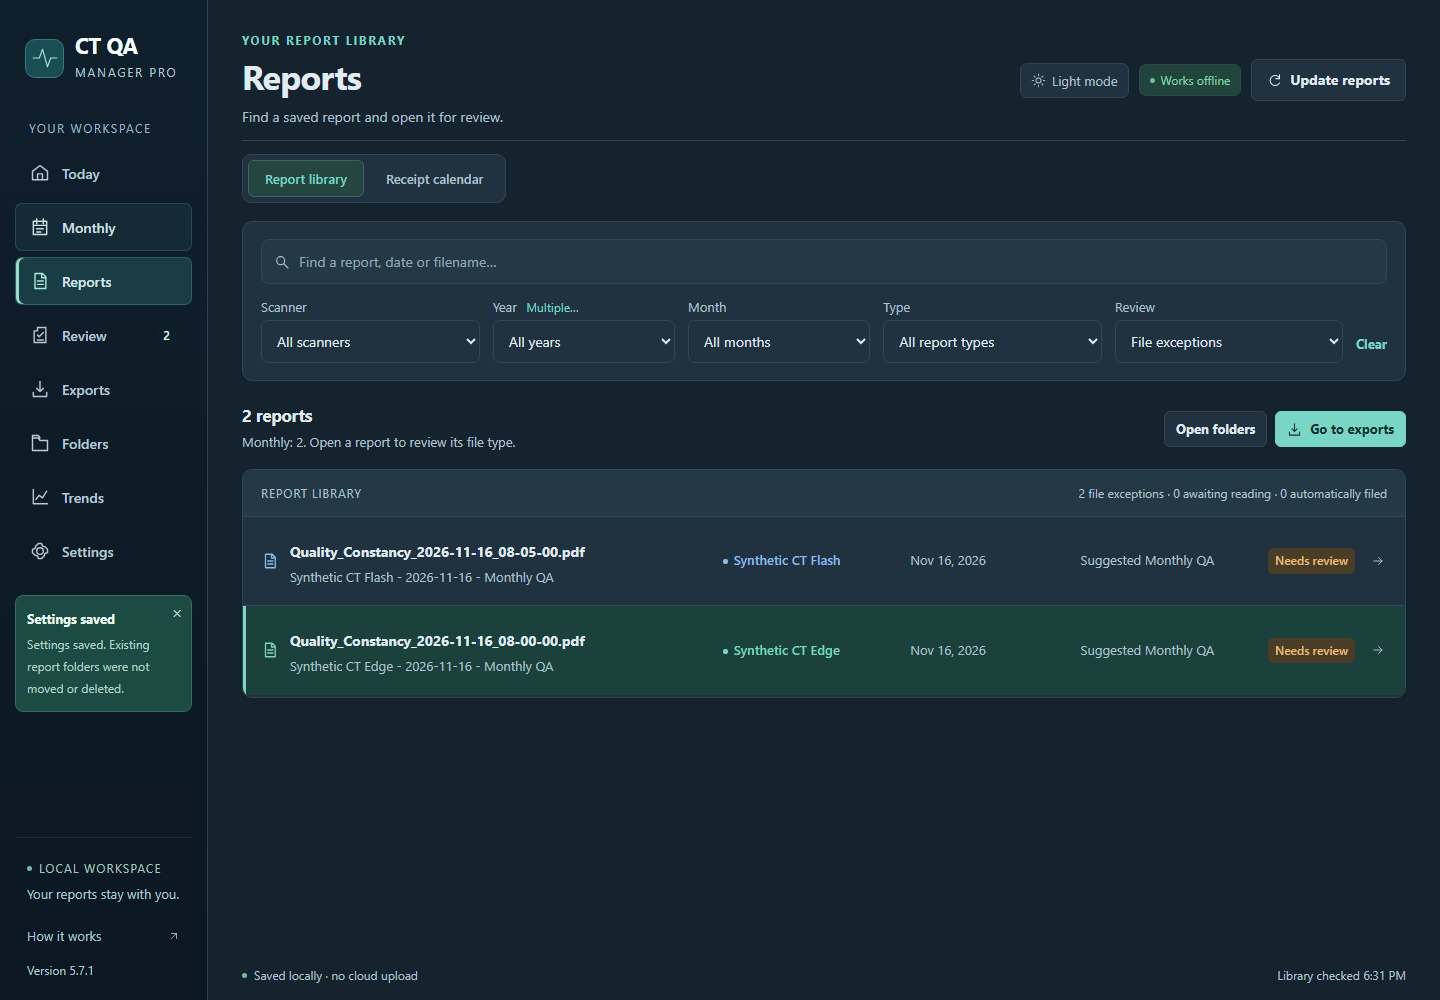 CT QA
MANAGER PRO
YOUR WORKSPACE
Today
Monthly
Reports
Review 2
Exports
Folders
Trends
Settings
Settings saved ×
Settings saved. Existing
report folders were not
moved or deleted.
LOCAL WORKSPACE
Your reports stay with you.
How it works
Version 5.7.1
YOUR REPORT LIBRARY
Reports
Find a saved report and open it for review.
Light mode
Works offline
Update reports
Report library
Receipt calendar
Find a report, date or filename...
Scanner
Year Multiple...
Month
Type
Review
All scanners
All years
All months
All report types
File exceptions
Clear
2 reports
Monthly: 2. Open a report to review its file type.
Open folders
Go to exports
REPORT LIBRARY
2 file exceptions · 0 awaiting reading · 0 automatically filed
Quality_Constancy_2026-11-16_08-05-00.pdf
Synthetic CT Flash - 2026-11-16 - Monthly QA
Synthetic CT Flash
Nov 16, 2026
Suggested Monthly QA
Needs review
Quality_Constancy_2026-11-16_08-00-00.pdf
Synthetic CT Edge - 2026-11-16 - Monthly QA
Synthetic CT Edge
Nov 16, 2026
Suggested Monthly QA
Needs review
Saved locally · no cloud upload
Library checked 6:31 PM